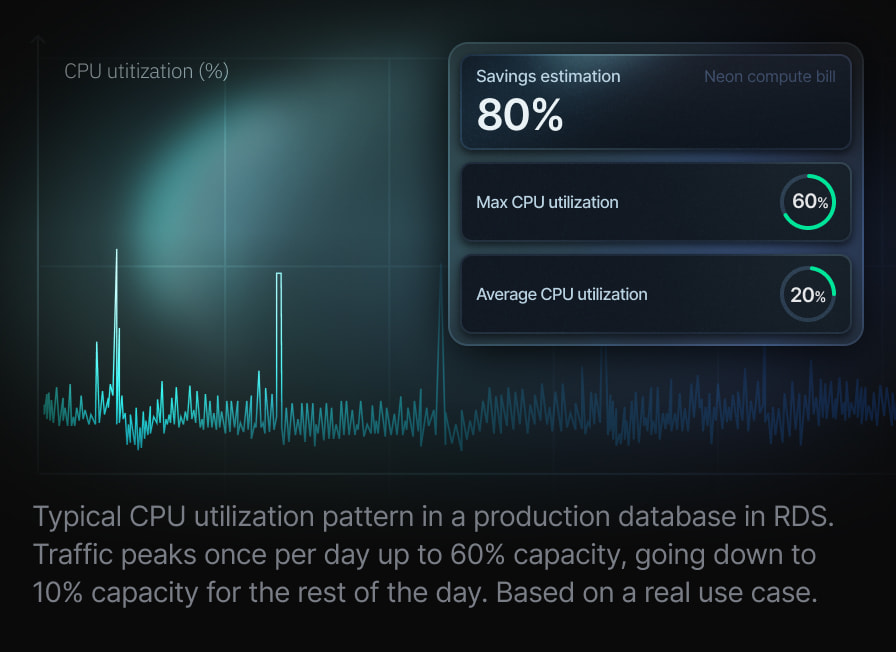 CPU utitization (%)
Savings estimation
Neon compute bill
80%
Max CPU utilization
60%
Average CPU utilization
20%
Typical CPU utilization pattern in a production database in RDS.
Traffic peaks once per day up to 60% capacity, going down to
10% capacity for the rest of the day. Based on a real use case.